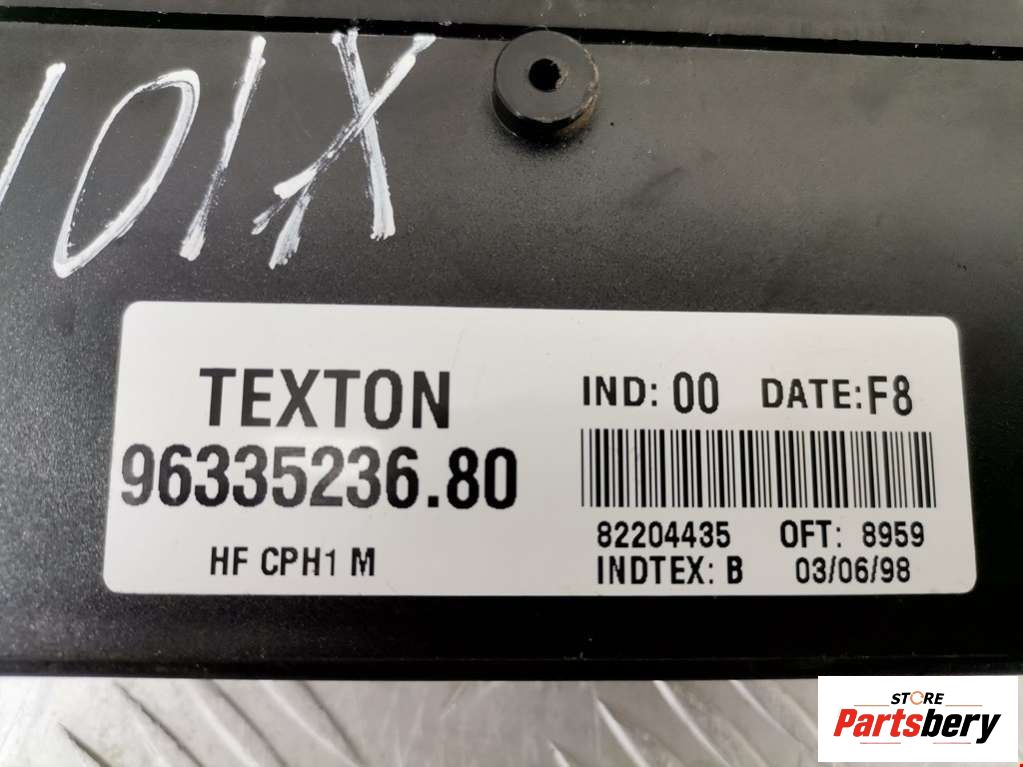 101X
TEXTON
96335236.80
HF CPH1 M
IND: 00 DATE: F8
82204435 OFT: 8959
INDTEX: B 03/06/98
STORE
Partsbery